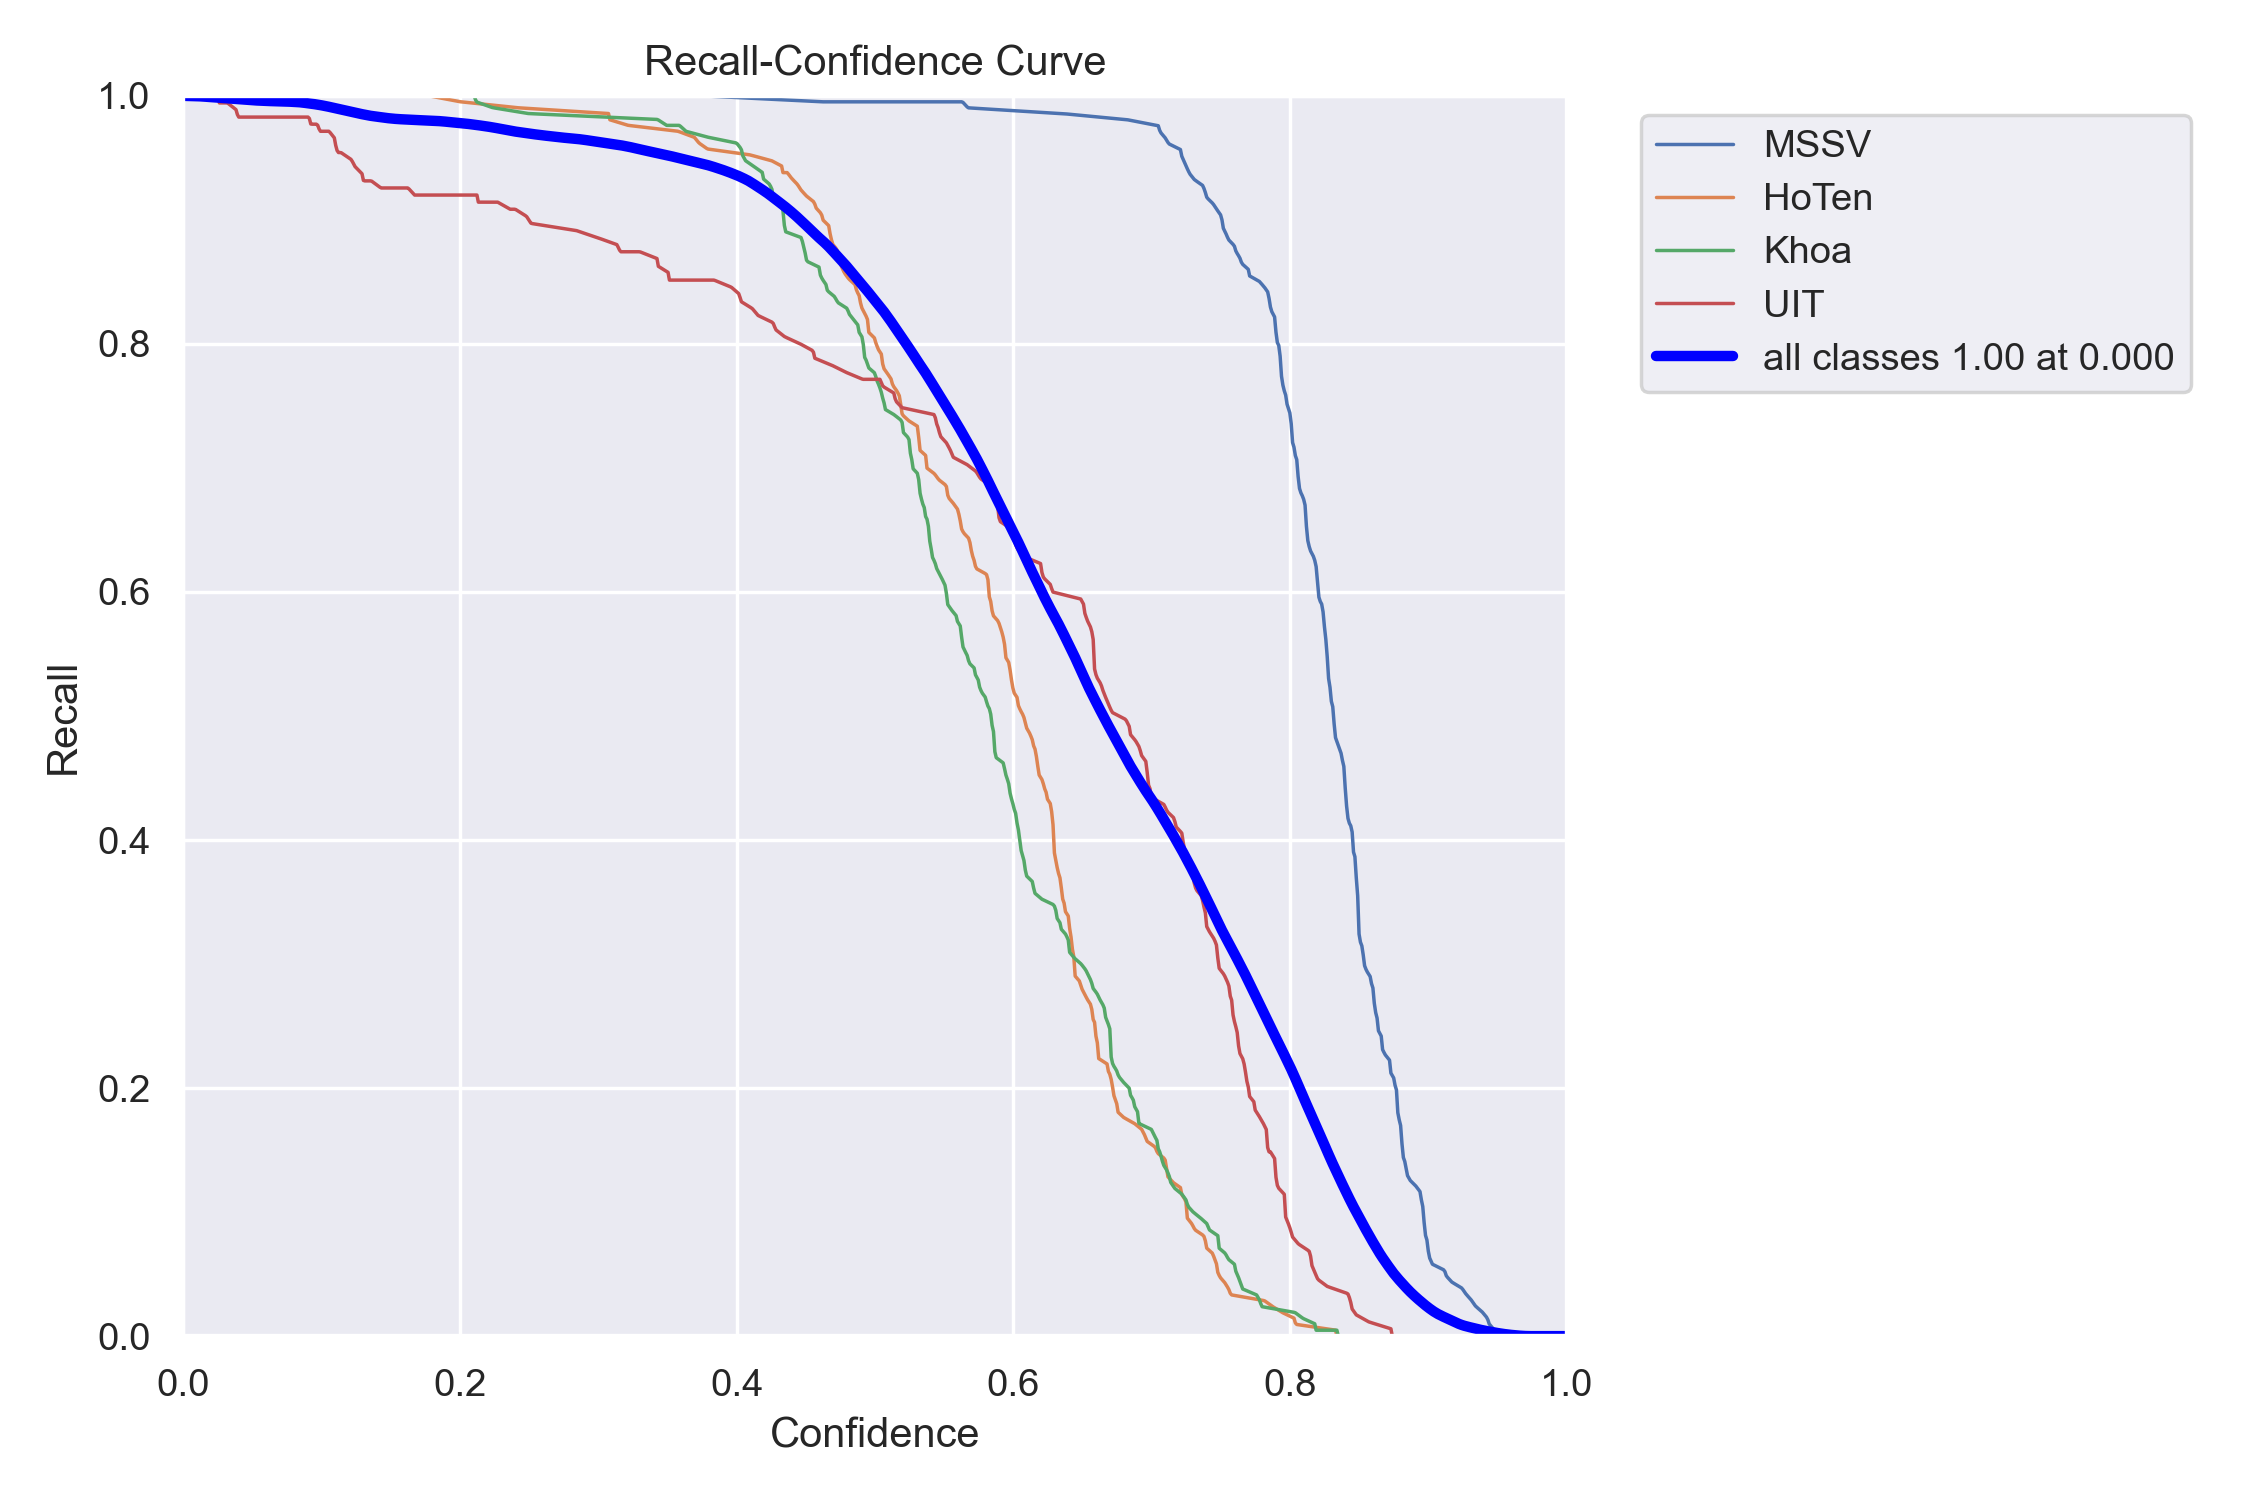 Recall-Confidence Curve
1.0
0.8
0.6
0.4
0.2
0.0
Recall
0.0 0.2 0.4 0.6 0.8 1.0
Confidence
MSSV
HoTen
Khoa
UIT
all classes 1.00 at 0.000